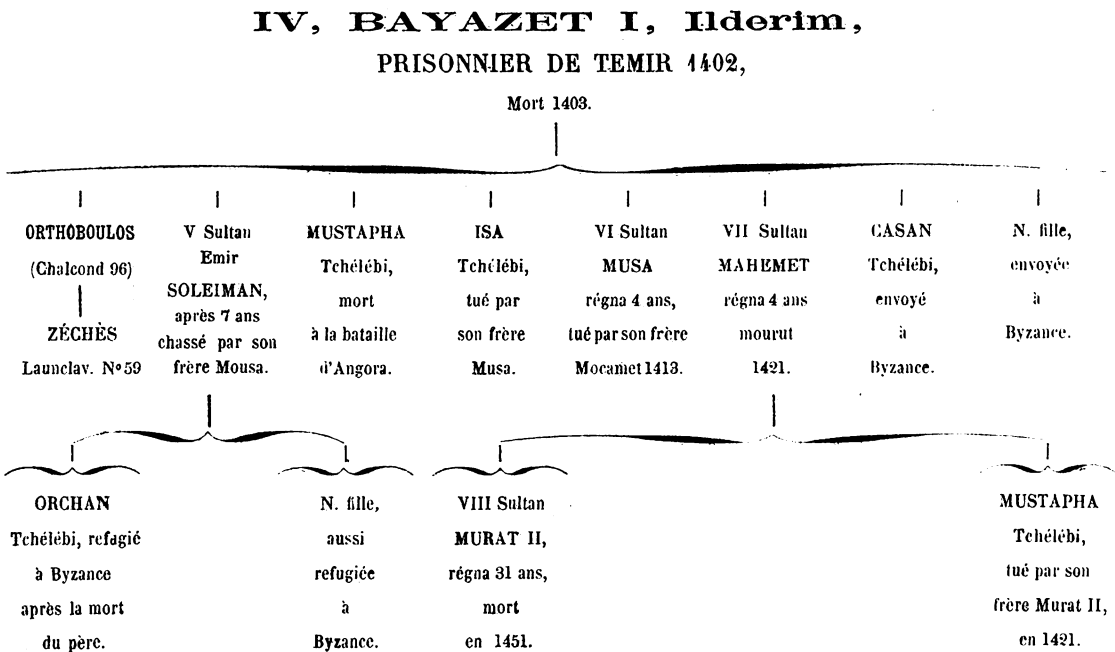 IV, BAYAZET I, Ilderim,
PRISONNIER DE TEMIR 1402,
Mort 1403.
ORTHOBOULOS
(Chalcond 96)
ZÉCHÈS
Launclav. Nº 59
V Sultan
Emir
SOLEIMAN,
après 7 ans
chassé par son
frère Mousa.
MUSTAPHA
Tchélébi,
mort
à la bataille
d'Angora.
ISA
Tchélébi,
tué par
son frère
Musa.
VI Sultan
MUSA
régna 4 ans,
tué par son frère
Mocamet 1413.
VII Sultan
MAHEMET
régna 4 ans
mourut
1421.
CASAN
Tchélébi,
envoyé
à
Byzance.
N. fille,
envoyée
à
Byzance.
ORCHAN
Tchélébi, refagié
à Byzance
après la mort
du père.
N. fille,
aussi
refugiée
à
Byzance.
VIII Sultan
MURAT II,
régna 31 ans,
mort
en 1451.
MUSTAPHA
Tchélébi,
tué par son
frère Murat II,
en 1421.